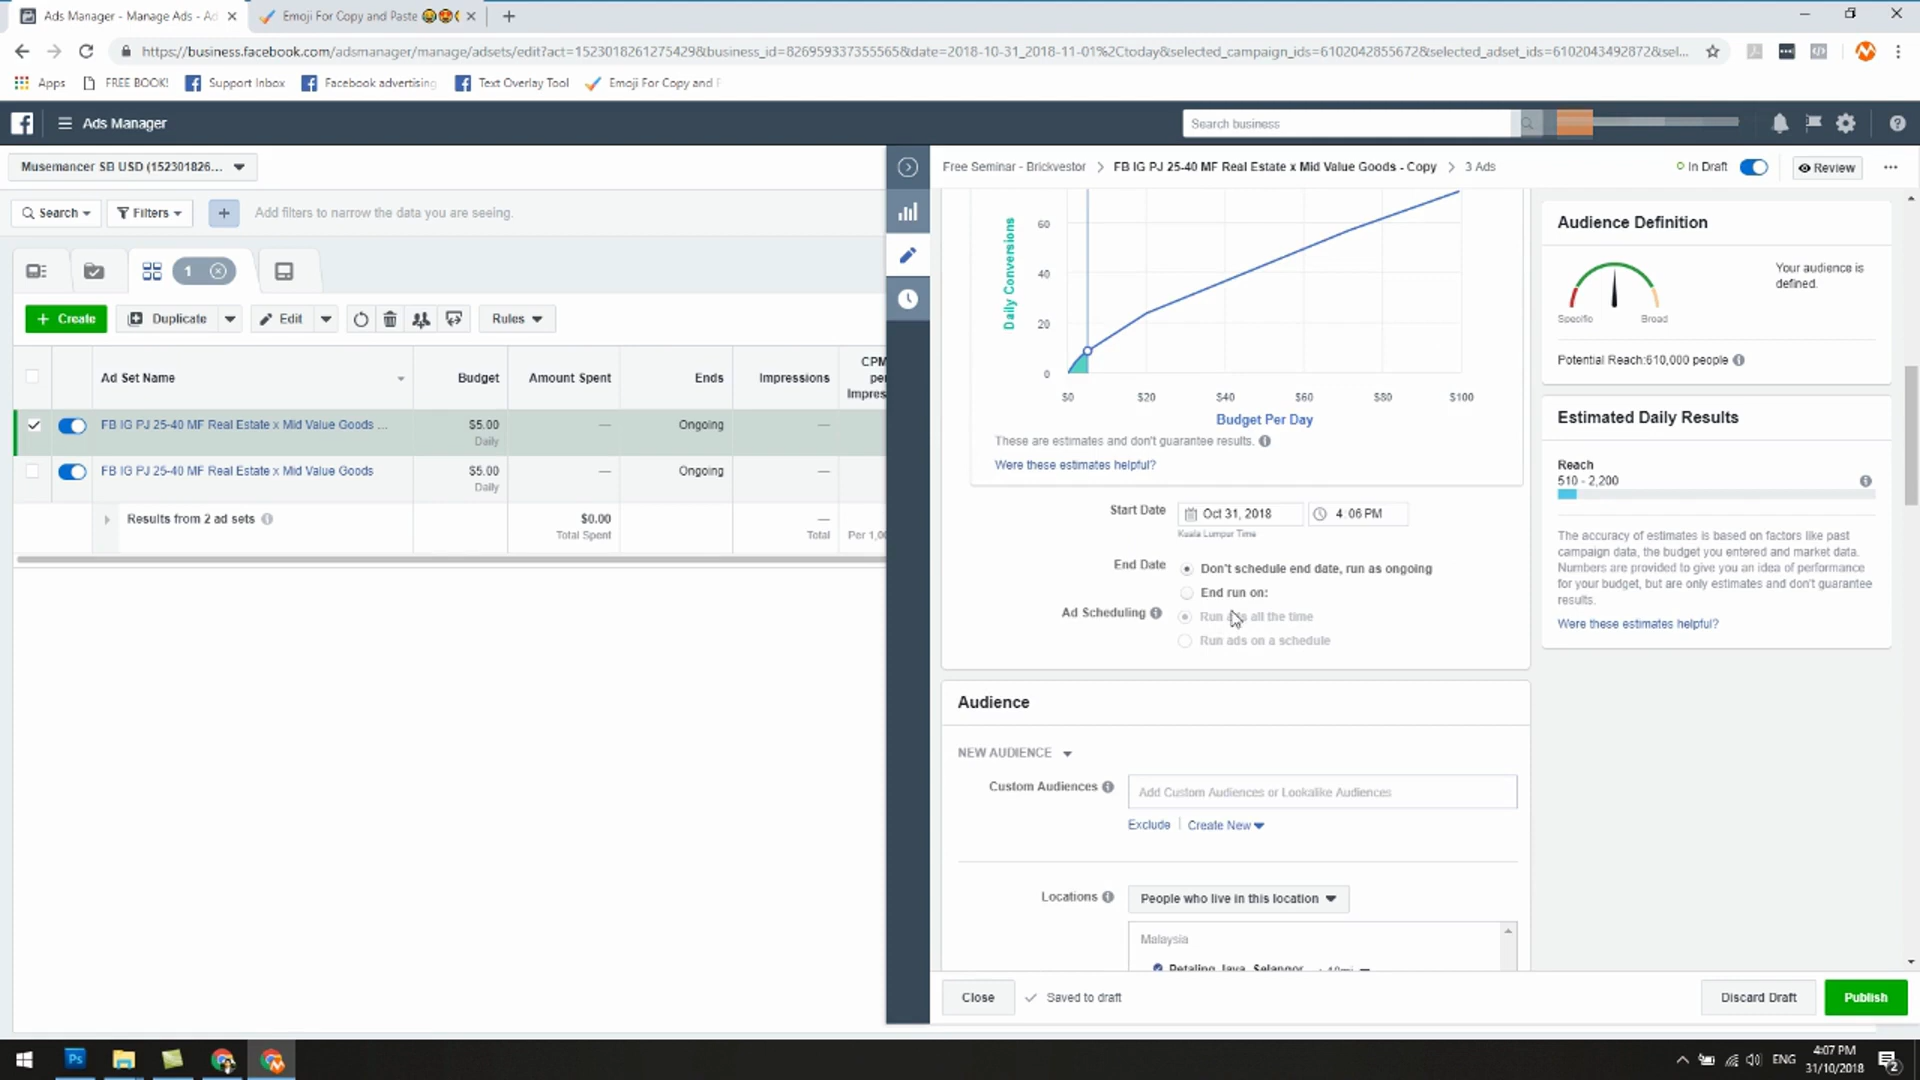 Ads Manager - Manage Ads - Ad
Emoji For Copy and Paste
https://business.facebook.com/adsmanager/manage/adsets/edit?act=152301826127542​9&business_id=826959337355565&date=2018-10-31_2018-11-01%2Ctoday&selected_campaign_ids=6102042855672&selected_adset_ids=6102043492872&sel...
Apps
FREE BOOK!
Support Inbox
Facebook advertising
Text Overlay Tool
Emoji For Copy and F
Ads Manager
Search business
Musemancer SB USD (152301826...
Search
Filters
Add filters to narrow the data you are seeing.
1
Create
Duplicate
Edit
Rules
Ad Set Name
Budget
Amount Spent
Ends
Impressions
CPM
per
Impres
FB IG PJ 25-40 MF Real Estate x Mid Value Goods ...
$5.00
Daily
—
Ongoing
—
FB IG PJ 25-40 MF Real Estate x Mid Value Goods
$5.00
Daily
—
Ongoing
—
Results from 2 ad sets
$0.00
Total Spent
—
Total
Per 1,00
Free Seminar - Brickvestor > FB IG PJ 25-40 MF Real Estate x Mid Value Goods - Copy > 3 Ads
In Draft
Review
Daily Conversions
60
40
20
0
$0
$20
$40
$60
$80
$100
Budget Per Day
These are estimates and don't guarantee results.
Were these estimates helpful?
Start Date
Oct 31, 2018
4:06 PM
Kuala Lumpur Time
End Date
Don't schedule end date, run as ongoing
End run on:
Ad Scheduling
Run ads all the time
Run ads on a schedule
Audience
NEW AUDIENCE
Custom Audiences
Add Custom Audiences or Lookalike Audiences
Exclude
Create New
Locations
People who live in this location
Malaysia
Petaling Jaya, Selangor
Close
Saved to draft
Discard Draft
Publish
Audience Definition
Your audience is
defined.
Specific
Broad
Potential Reach:610,000 people
Estimated Daily Results
Reach
510 - 2,200
The accuracy of estimates is based on factors like past
campaign data, the budget you entered and market data.
Numbers are provided to give you an idea of performance
for your budget, but are only estimates and don't guarantee
results.
Were these estimates helpful?
Ps
ENG
4:07 PM
31/10/2018
2